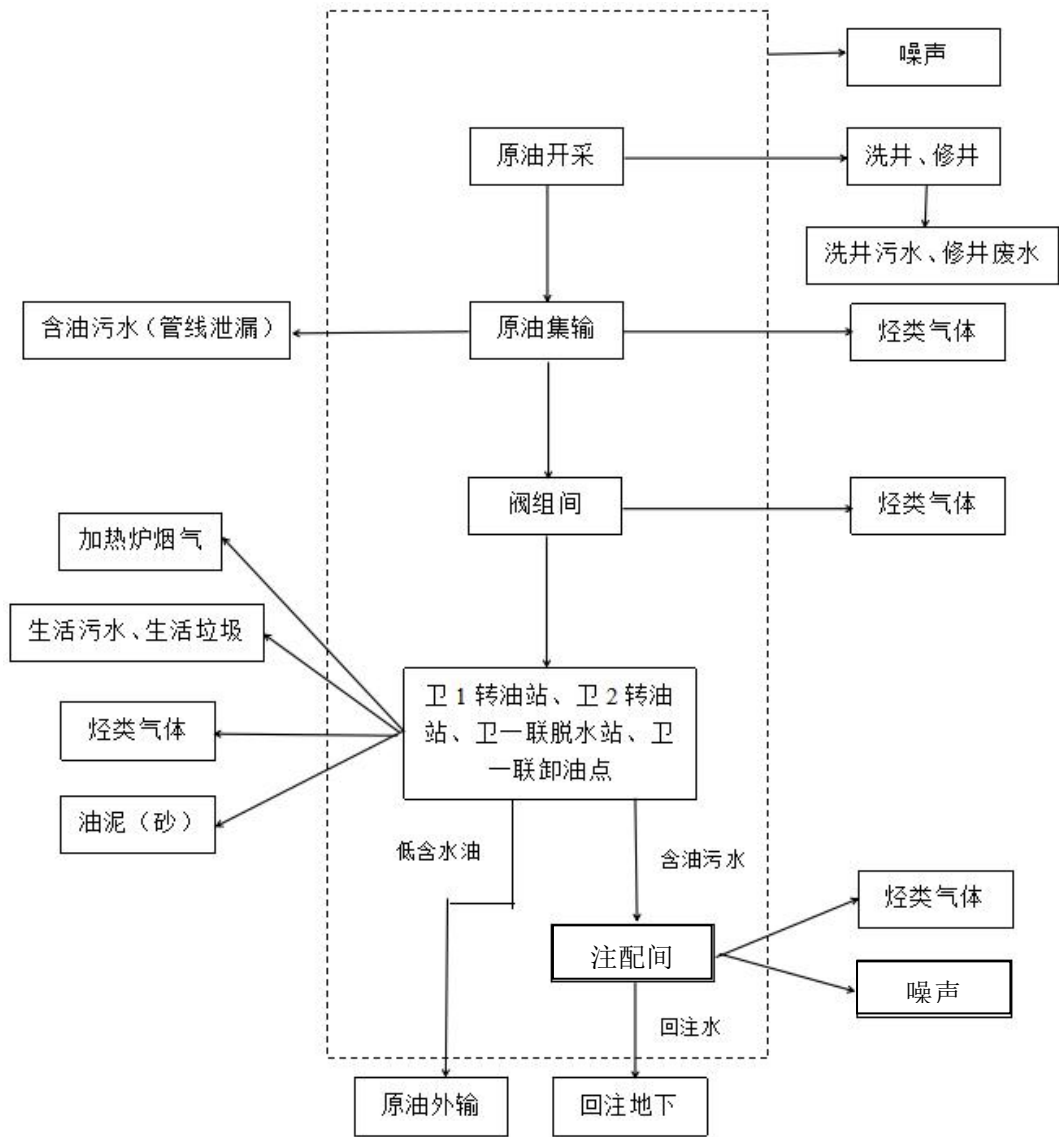 噪声
原油开采
洗井、修井
洗井污水、修井废水
含油污水（管线泄漏）
原油集输
烃类气体
阀组间
烃类气体
加热炉烟气
生活污水、生活垃圾
卫1转油站、卫2转油
站、卫一联脱水站、卫
一联卸油点
烃类气体
油泥（砂）
低含水油
含油污水
烃类气体
注配间
噪声
回注水
原油外输
回注地下